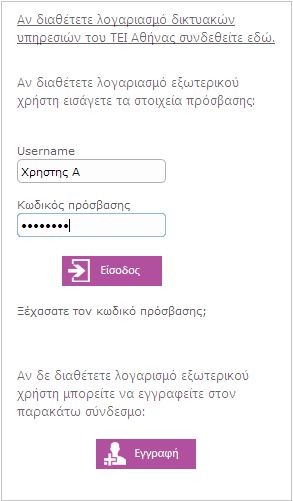 Αν διαθέτετε λογαριασμό δικτυακών
υπηρεσιών του ΤΕΙ Αθήνας συνδεθείτε εδώ.
Αν διαθέτετε λογαριασμό εξωτερικού
χρήστη εισάγετε τα στοιχεία πρόσβασης:
Username
Χρηστης Α
Κωδικός πρόσβασης
••••••••
Είσοδος
Ξέχασατε τον κωδικό πρόσβασης;
Αν δε διαθέτετε λογαρισμό εξωτερικού
χρήστη μπορείτε να εγγραφείτε στον
παρακάτω σύνδεσμο:
Εγγραφή